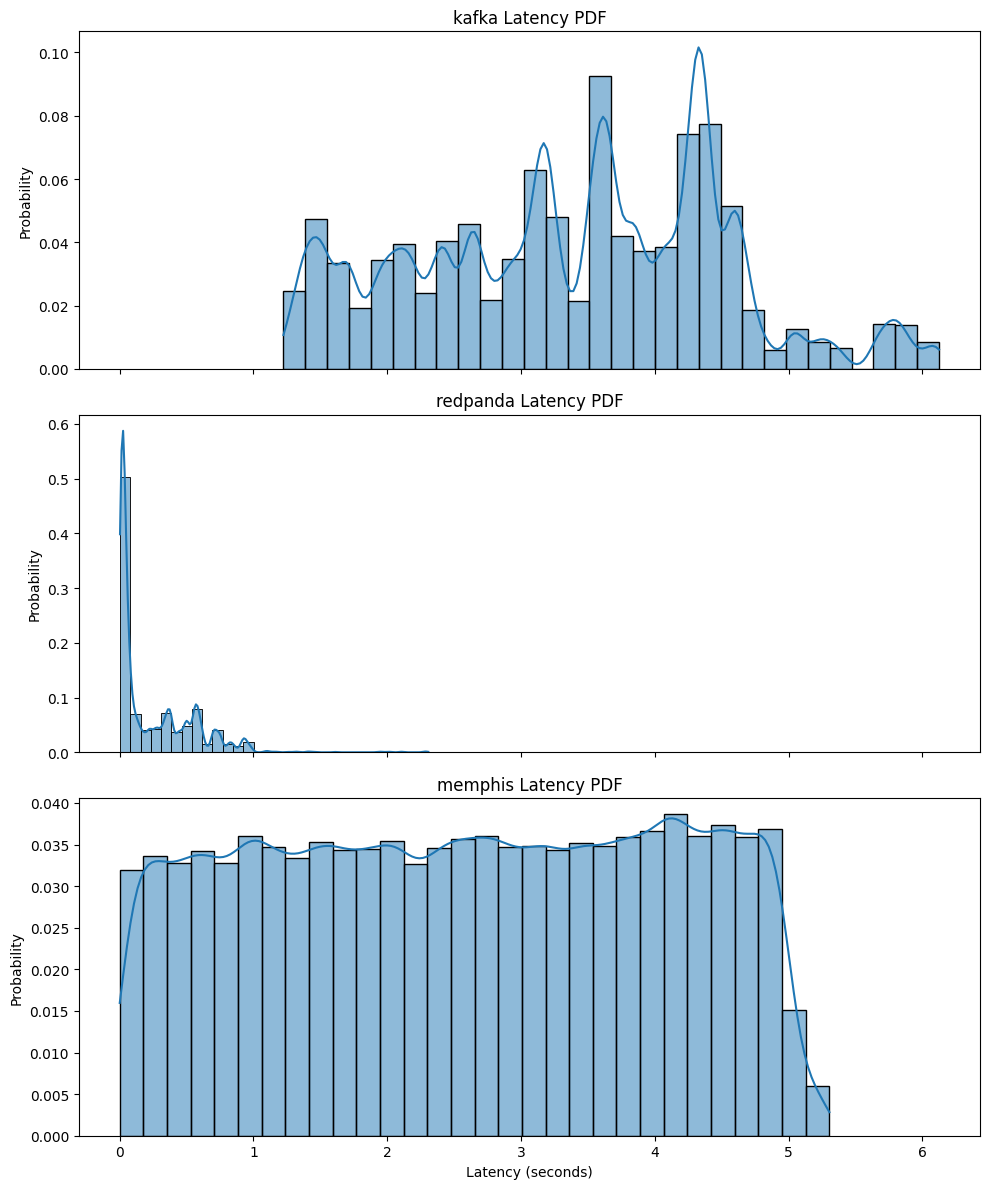 kafka Latency PDF
0.10
0.08
0.06
0.04
0.02
0.00
Probability
redpanda Latency PDF
0.6
0.5
0.4
0.3
0.2
0.1
0.0
Probability
memphis Latency PDF
0.040
0.035
0.030
0.025
0.020
0.015
0.010
0.005
0.000
Probability
0 1 2 3 4 5 6
Latency (seconds)